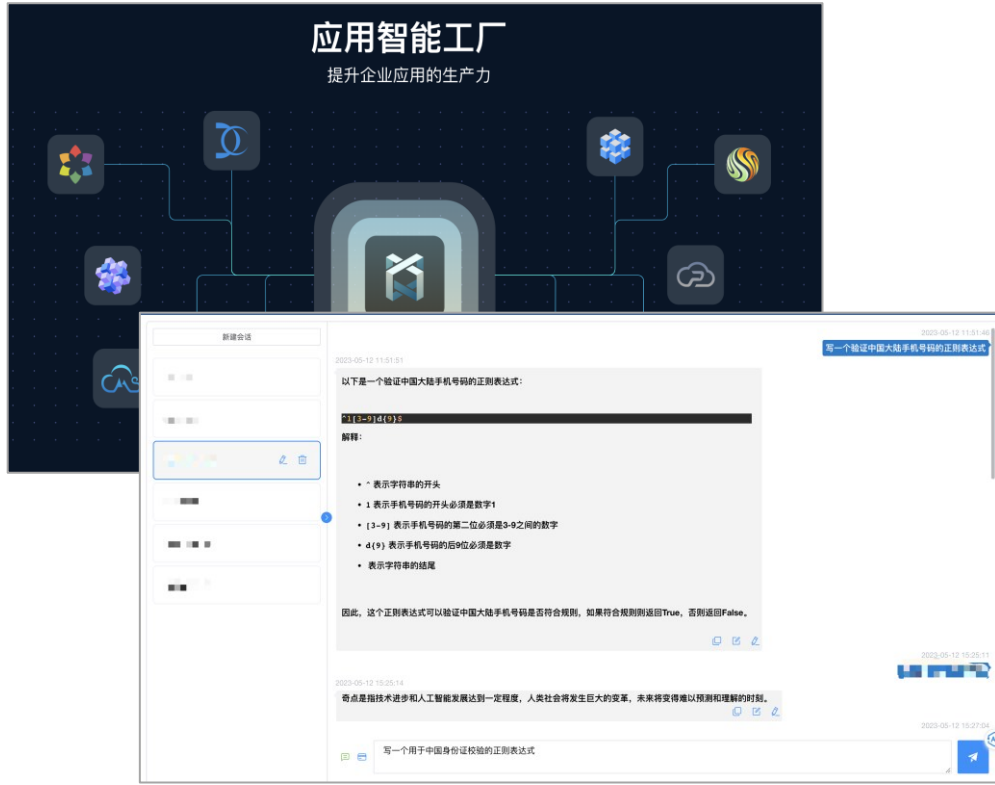 应用智能工厂
提升企业应用的生产力
新建会话
2023-05-12 11:51:46
写一个验证中国大陆手机号码的正则表达式
2023-05-12 11:51:51
以下是一个验证中国大陆手机号码的正则表达式：
^1[3-9]d{9}$
解释：
• ^ 表示字符串的开头
• 1 表示手机号码的开头必须是数字1
• [3-9] 表示手机号码的第二位必须是3-9之间的数字
• d{9} 表示手机号码的后9位必须是数字
• 表示字符串的结尾
因此，这个正则表达式可以验证中国大陆手机号码是否符合规则，如果符合规则则返回True，否则返回False。
2023-05-12 15:25:11
2023-05-12 15:25:14
奇点是指技术进步和人工智能发展达到一定程度，人类社会将发生巨大的变革，未来将变得难以预测和理解的时刻。
2023-05-12 15:27:04
写一个用于中国身份证校验的正则表达式